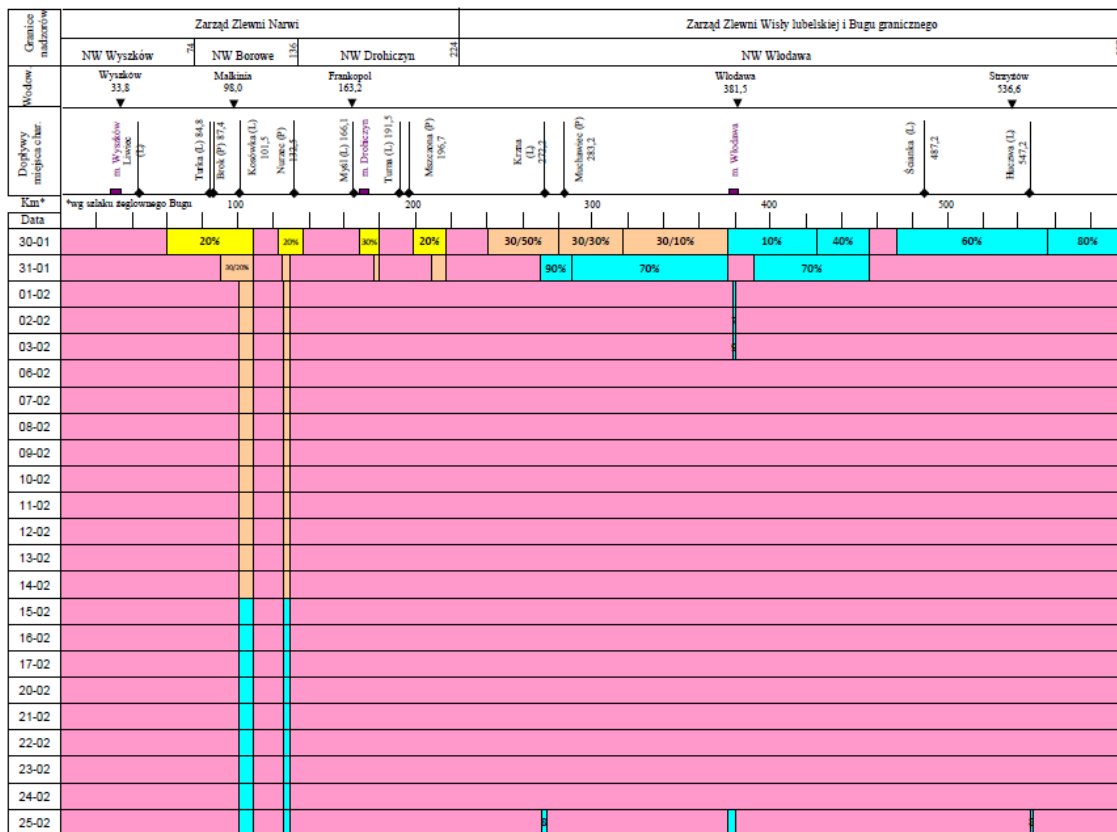 Granice nadzorów
Zarząd Zlewni Narwi
Zarząd Zlewni Wisły lubelskiej i Bugu granicznego
NW Wyszków
74
NW Borowe
136
NW Drohiczyn
224
NW Włodawa
Wodow.
Wyszków
33,8
Małkinia
98,0
Frankopol
163,2
Włodawa
381,5
Strzyżów
536,6
Dopływy
miejsca char.
m. Wyszków
Liwiec
(L)
Turka (L) 84,8
Brok (P) 87,4
Kosówka (L)
101,5
Nurzec (P)
132,5
Myśl (L) 166,1
m. Drohiczyn
Turna (L) 191,5
Mszczona (P)
196,7
Krzna
(L)
272,2
Muchawiec (P)
283,2
m. Włodawa
Ścianka (L)
487,2
Huczwa (L)
547,2
Km*
*wg szlaku żeglownego Bugu
100
200
300
400
500
Data
30-01
20%
20%
30%
20%
30/50%
30/30%
30/10%
10%
40%
60%
80%
31-01
30/20%
90%
70%
70%
01-02
02-02
03-02
06-02
07-02
08-02
09-02
10-02
11-02
12-02
13-02
14-02
15-02
16-02
17-02
20-02
21-02
22-02
23-02
24-02
25-02